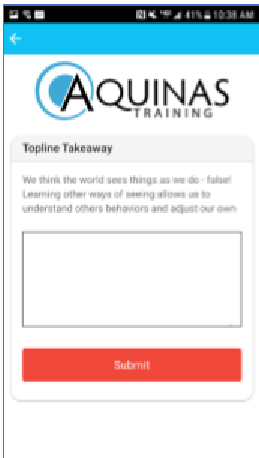 41% 10:38 AM
AQUINAS
TRAINING
Topline Takeaway
We think the world sees things as we do - false!
Learning other ways of seeing allows us to
understand others behaviors and adjust our own
Submit